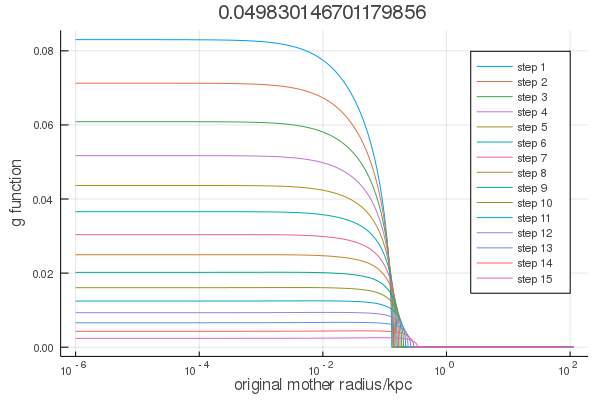 0.049830146701179856
g function
0.08
0.06
0.04
0.02
0.00
10^-6
10^-4
10^-2
10^0
10^2
original mother radius/kpc
step 1
step 2
step 3
step 4
step 5
step 6
step 7
step 8
step 9
step 10
step 11
step 12
step 13
step 14
step 15